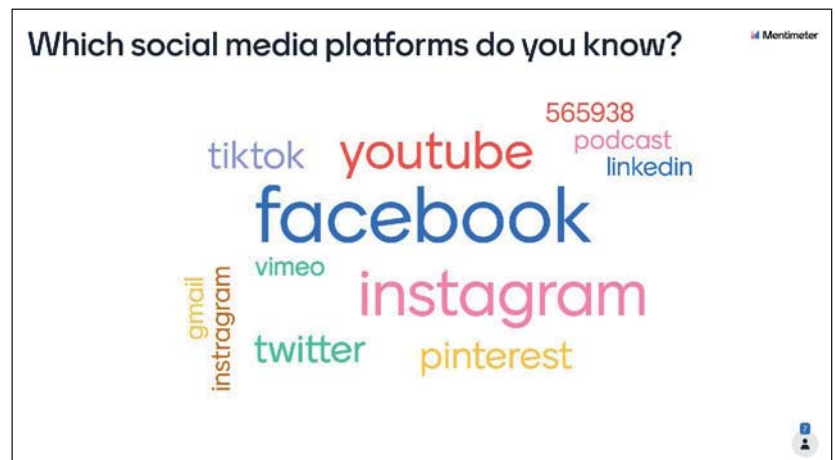 Which social media platforms do you know?
Mentimeter
565938
tiktok
youtube
podcast
linkedin
facebook
vimeo
gmail
instragram
instagram
twitter
pinterest
7